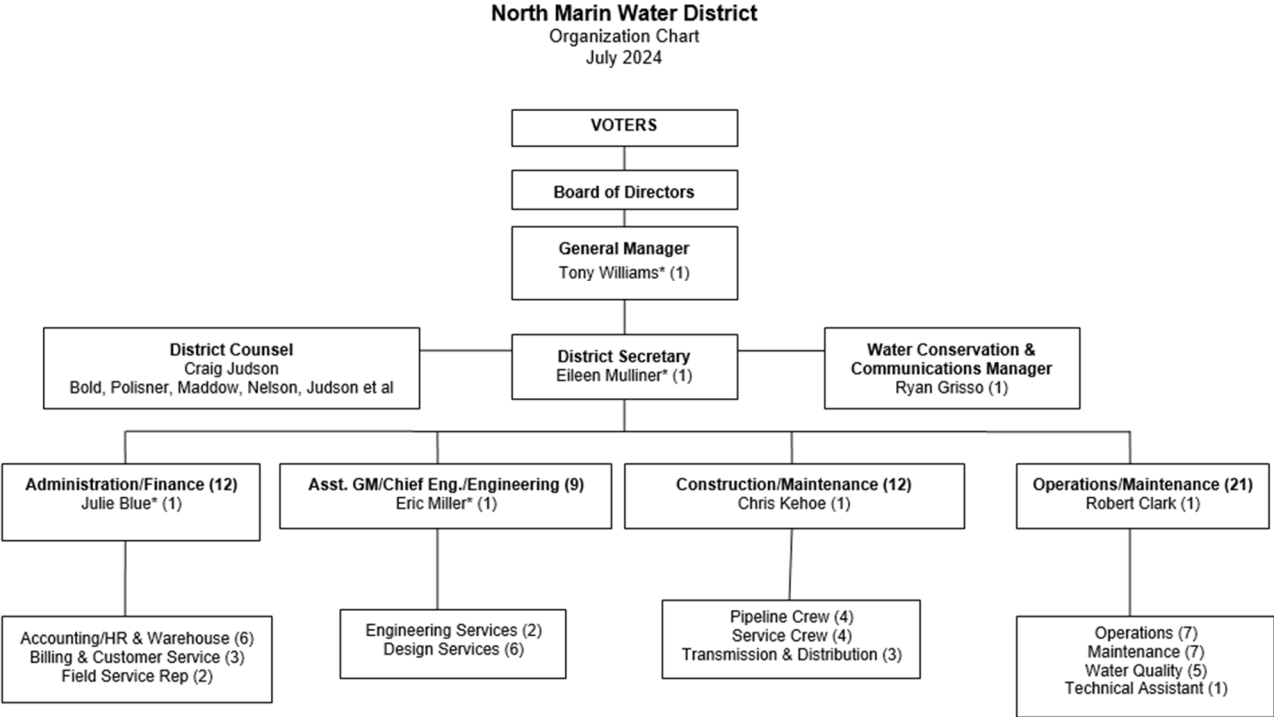 North Marin Water District
Organization Chart
July 2024
VOTERS
Board of Directors
General Manager
Tony Williams* (1)
District Counsel
Craig Judson
Bold, Polisner, Maddow, Nelson, Judson et al
District Secretary
Eileen Mulliner* (1)
Water Conservation &
Communications Manager
Ryan Grisso (1)
Administration/Finance (12)
Julie Blue* (1)
Asst. GM/Chief Eng./Engineering (9)
Eric Miller* (1)
Construction/Maintenance (12)
Chris Kehoe (1)
Operations/Maintenance (21)
Robert Clark (1)
Accounting/HR & Warehouse (6)
Billing & Customer Service (3)
Field Service Rep (2)
Engineering Services (2)
Design Services (6)
Pipeline Crew (4)
Service Crew (4)
Transmission & Distribution (3)
Operations (7)
Maintenance (7)
Water Quality (5)
Technical Assistant (1)